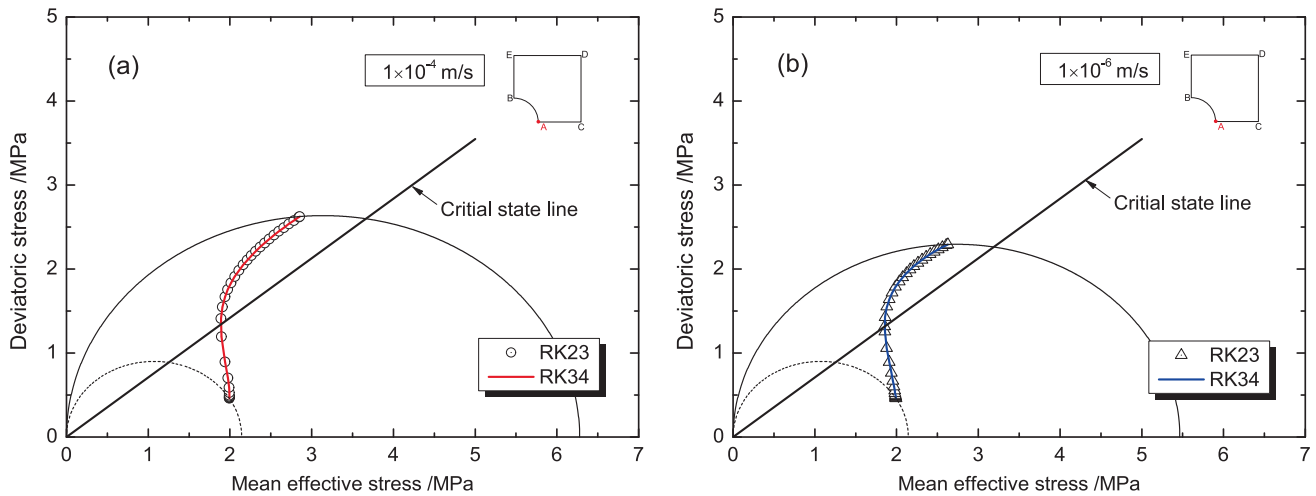 (a)
1×10⁻⁴ m/s
E
D
B
A
C
Critial state line
RK23
RK34
Deviatoric stress /MPa
5
4
3
2
1
0
0 1 2 3 4 5 6 7
Mean effective stress /MPa
(b)
1×10⁻⁶ m/s
E
D
B
A
C
Critial state line
RK23
RK34
Deviatoric stress /MPa
5
4
3
2
1
0
0 1 2 3 4 5 6 7
Mean effective stress /MPa